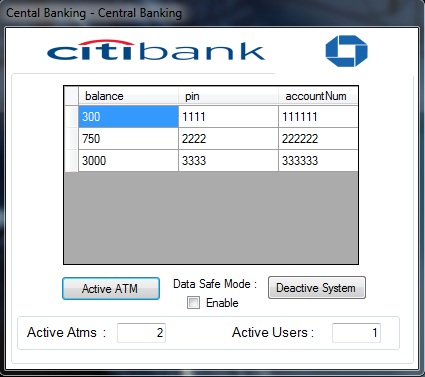 Cental Banking - Central Banking
citibank
balance pin accountNum
300 1111 111111
750 2222 222222
3000 3333 333333
Active ATM
Data Safe Mode :
Enable
Deactive System
Active Atms : 2
Active Users : 1